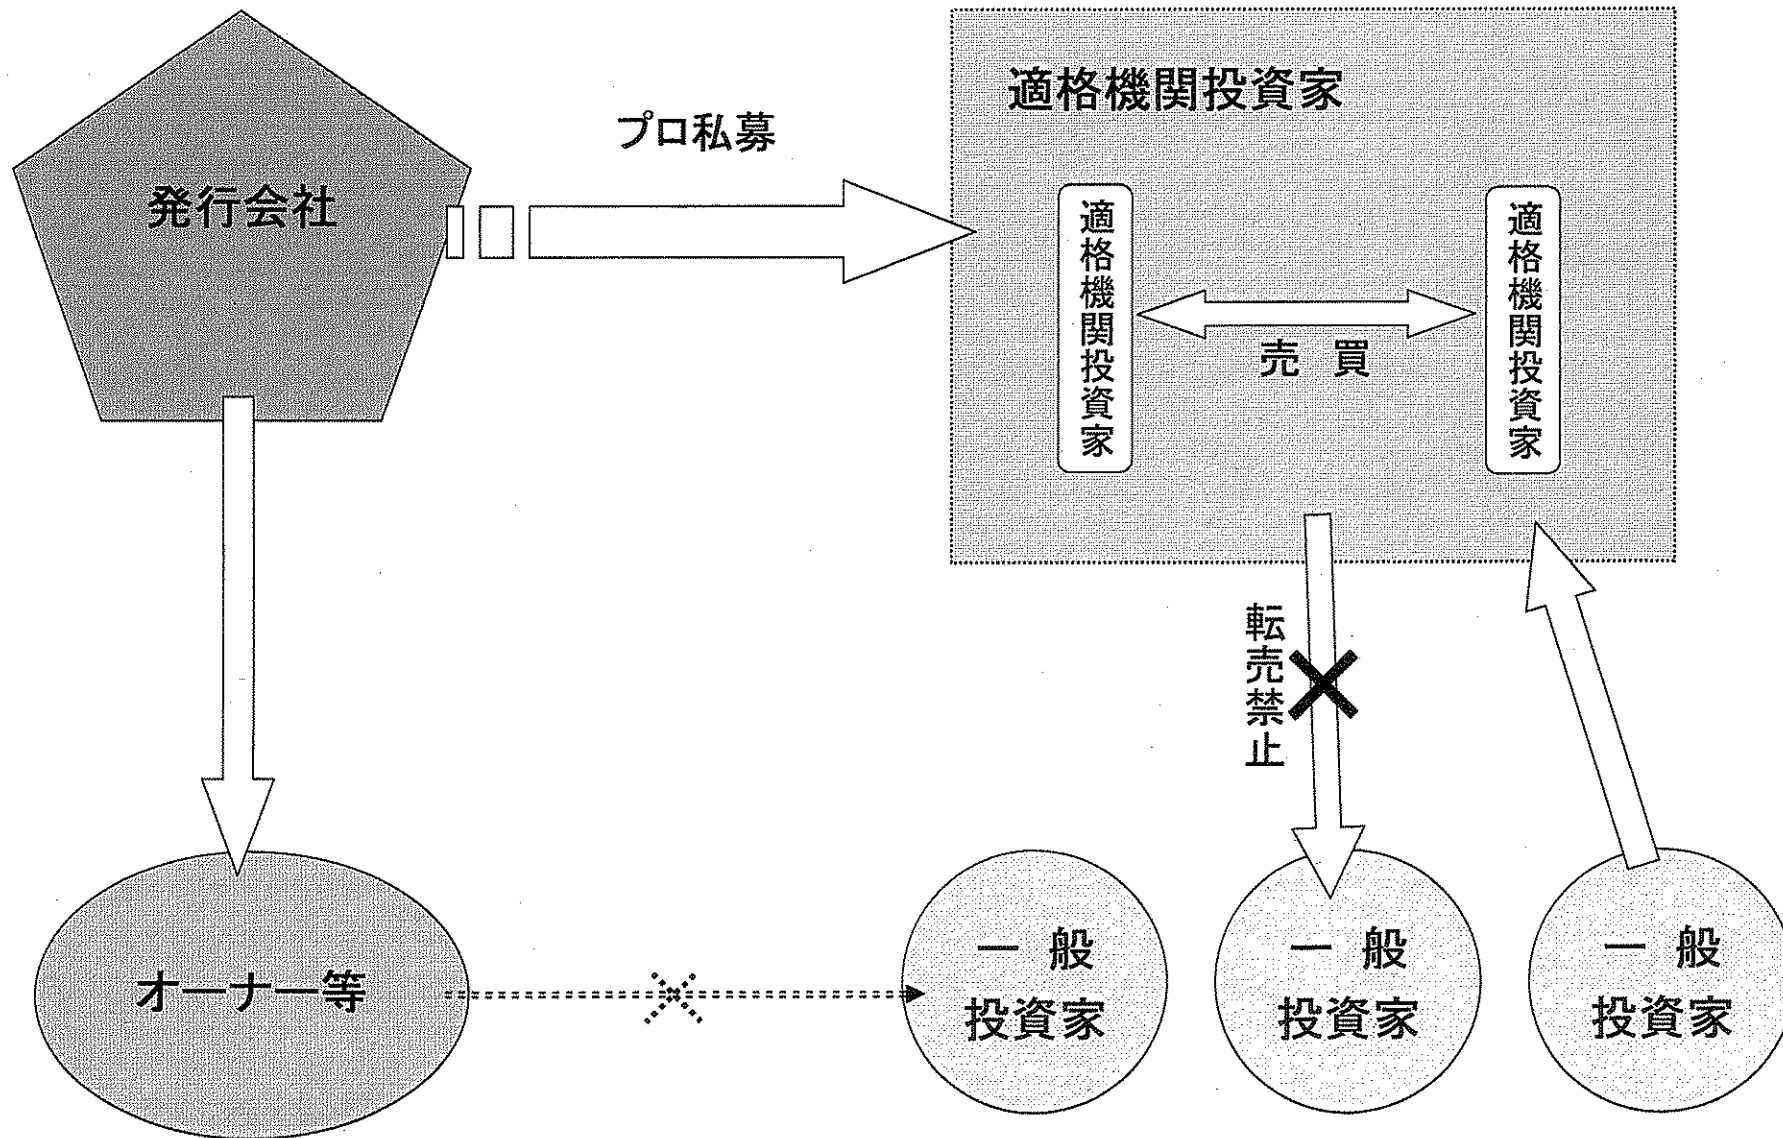 適格機関投資家
プロ私募
発行会社
適格機関投資家
適格機関投資家
売 買
転売禁止
オーナー等
一 般
投資家
一 般
投資家
一 般
投資家